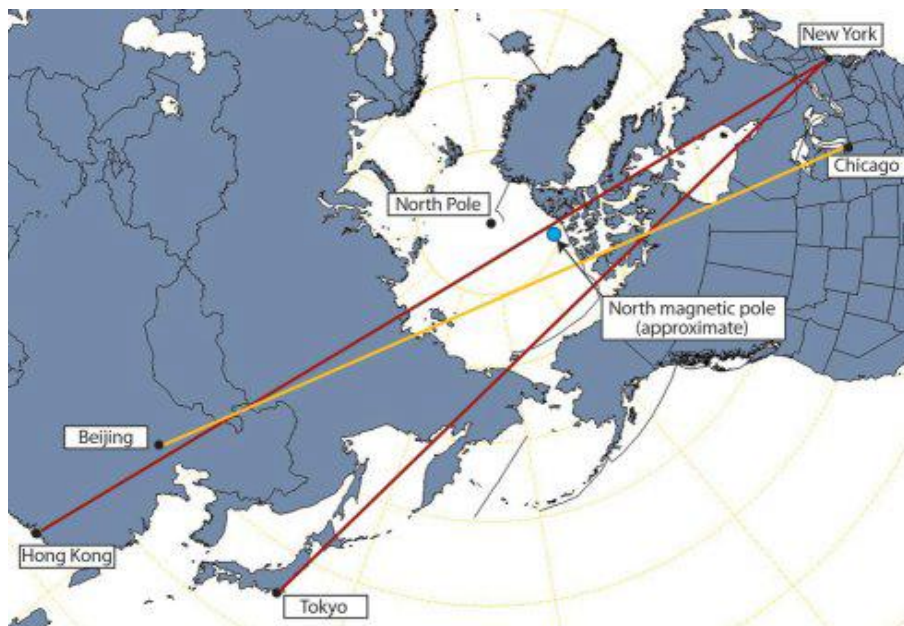 New York
Chicago
North Pole
North magnetic pole
(approximate)
Beijing
Hong Kong
Tokyo